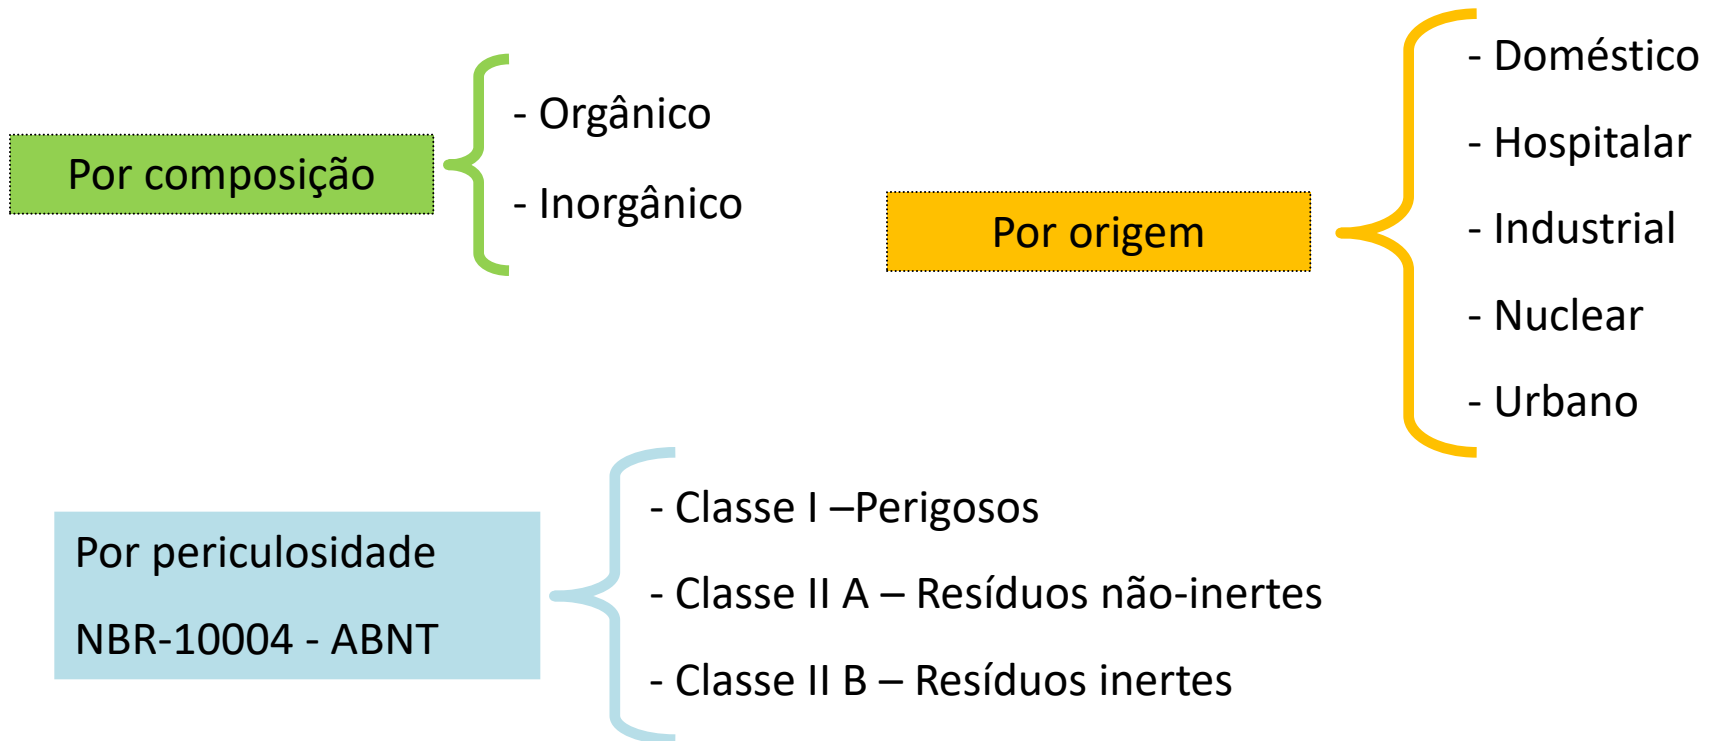 Por composição
- Orgânico
- Inorgânico
Por origem
- Doméstico
- Hospitalar
- Industrial
- Nuclear
- Urbano
Por periculosidade
NBR-10004 - ABNT
- Classe I –Perigosos
- Classe II A – Resíduos não-inertes
- Classe II B – Resíduos inertes